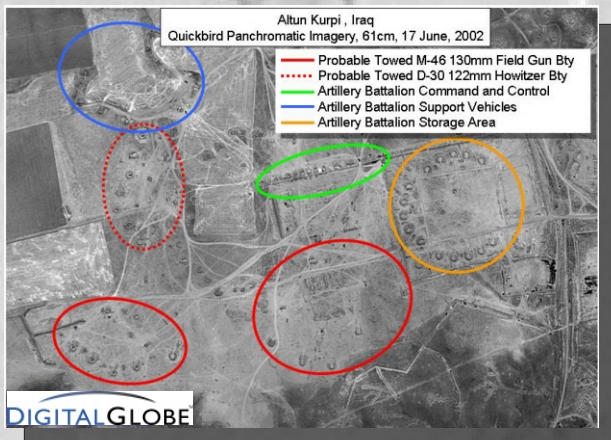 Altun Kurpi , Iraq
Quickbird Panchromatic Imagery, 61cm, 17 June, 2002
Probable Towed M-46 130mm Field Gun Bty
Probable Towed D-30 122mm Howitzer Bty
Artillery Battalion Command and Control
Artillery Battalion Support Vehicles
Artillery Battalion Storage Area
DIGITALGLOBE